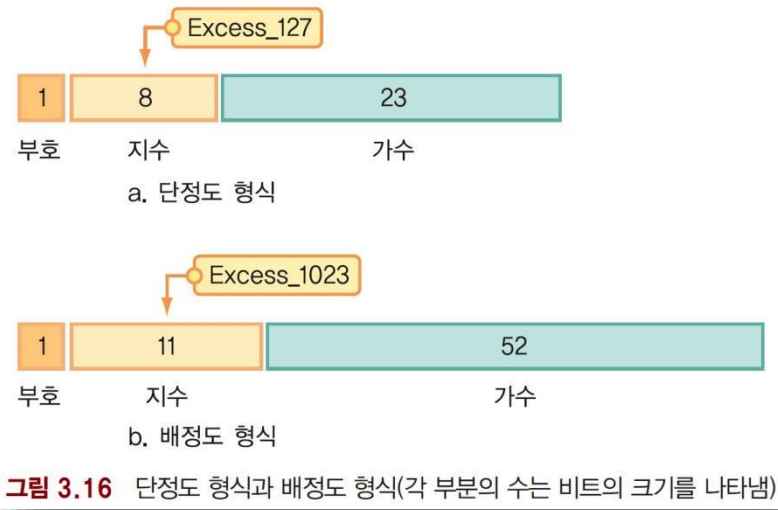 Excess_127
1 8 23
부호 지수 가수
a. 단정도 형식
Excess_1023
1 11 52
부호 지수 가수
b. 배정도 형식
그림 3.16 단정도 형식과 배정도 형식(각 부분의 수는 비트의 크기를 나타냄)